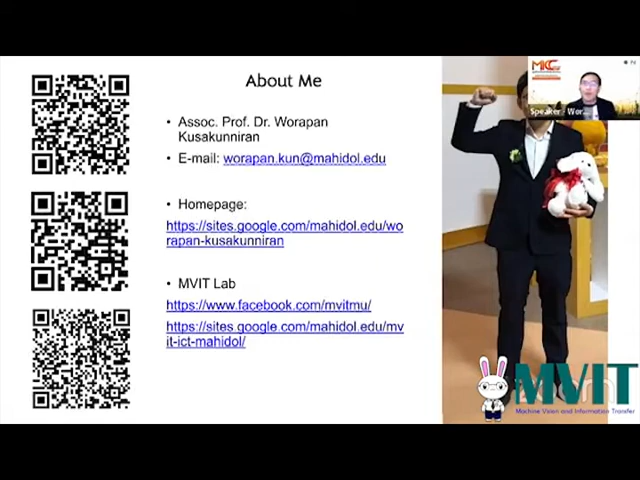 About Me
• Assoc. Prof. Dr. Worapan
Kusakunniran
• E-mail: worapan.kun@mahidol.edu
• Homepage:
https://sites.google.com/mahidol.edu/wo
rapan-kusakunniran
• MVIT Lab
https://www.facebook.com/mvitmu/
https://sites.google.com/mahidol.edu/mv
it-ict-mahidol/
Speaker - Wor...
MVIT
Machine Vision and Information Transfer